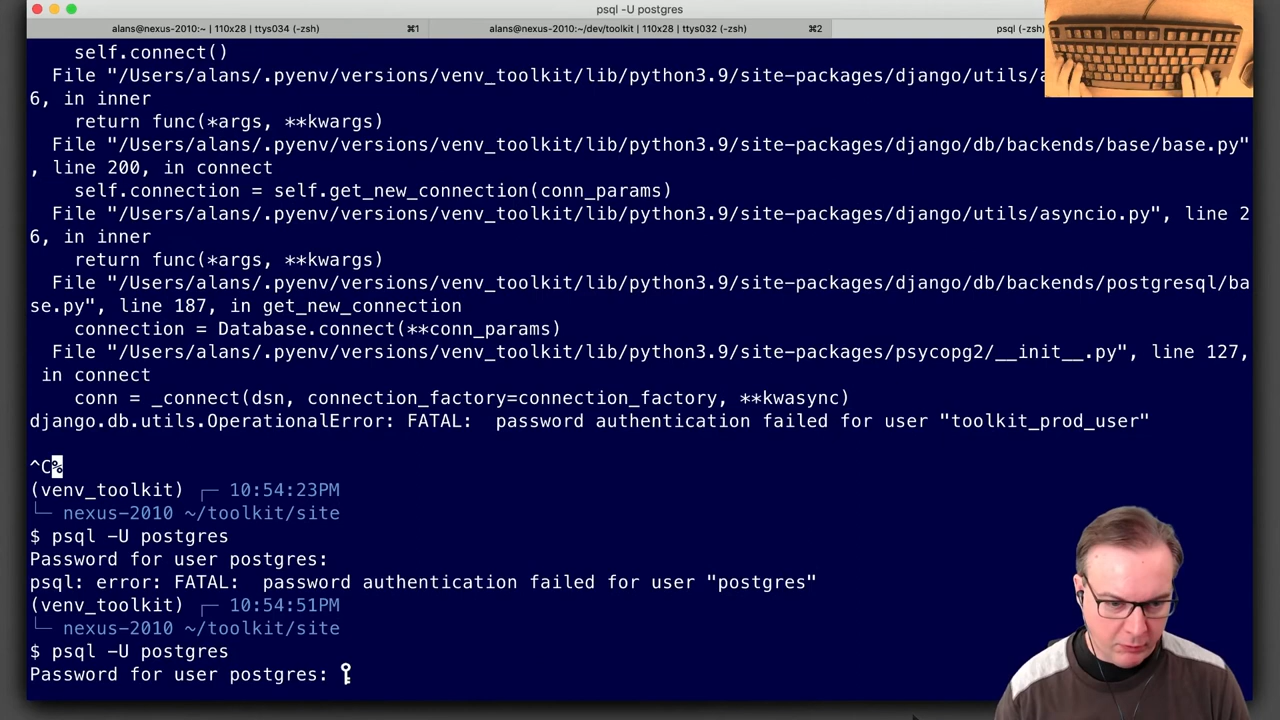 psql -U postgres
alans@nexus-2010:~ | 110x28 | ttys034 (-zsh) ⌘1 alans@nexus-2010:~/dev/toolkit | 110x28 | ttys032 (-zsh) ⌘2 psql (-zsh)
self.connect()
File "/Users/alans/.pyenv/versions/venv_toolkit/lib/python3.9/site-packages/django/utils/
6, in inner
return func(*args, **kwargs)
File "/Users/alans/.pyenv/versions/venv_toolkit/lib/python3.9/site-packages/django/db/backends/base/base.py"
, line 200, in connect
self.connection = self.get_new_connection(conn_params)
File "/Users/alans/.pyenv/versions/venv_toolkit/lib/python3.9/site-packages/django/utils/asyncio.py", line 2
6, in inner
return func(*args, **kwargs)
File "/Users/alans/.pyenv/versions/venv_toolkit/lib/python3.9/site-packages/django/db/backends/postgresql/ba
se.py", line 187, in get_new_connection
connection = Database.connect(**conn_params)
File "/Users/alans/.pyenv/versions/venv_toolkit/lib/python3.9/site-packages/psycopg2/__init__.py", line 127,
in connect
conn = _connect(dsn, connection_factory=connection_factory, **kwasync)
django.db.utils.OperationalError: FATAL:  password authentication failed for user "toolkit_prod_user"
^C%
(venv_toolkit) ┌─ 10:54:23PM
└─ nexus-2010 ~/toolkit/site
$ psql -U postgres
Password for user postgres:
psql: error: FATAL:  password authentication failed for user "postgres"
(venv_toolkit) ┌─ 10:54:51PM
└─ nexus-2010 ~/toolkit/site
$ psql -U postgres
Password for user postgres: